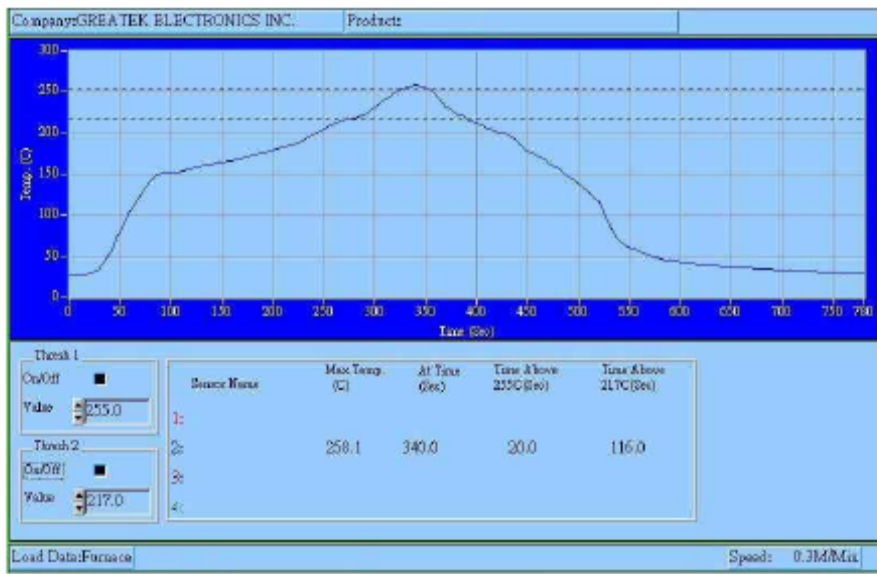 Company:GREATEK ELECTRONICS INC. Product:
300
250
200
150
100
50
0
Temp. (C)
0 50 100 150 200 250 300 350 400 450 500 550 600 650 700 750 780
Time (Sec)
Thresh 1
On/Off
Value 255.0
Thresh 2
On/Off
Value 217.0
Sensor Name Max Temp. (C) At Time (Sec) Time Above 255C(Sec) Time Above 217C(Sec)
1:
2: 258.1 340.0 20.0 116.0
3:
4:
Load Data:Furnace Speed: 0.3M/Min